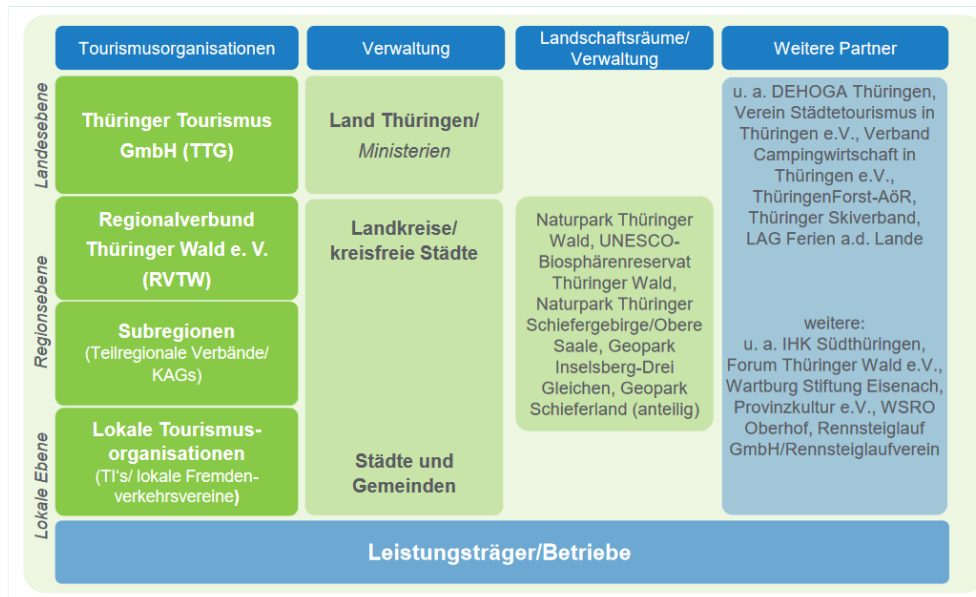 Tourismusorganisationen
Verwaltung
Landschaftsräume/
Verwaltung
Weitere Partner
Landesebene
Thüringer Tourismus
GmbH (TTG)
Land Thüringen/
Ministerien
u. a. DEHOGA Thüringen,
Verein Städtetourismus in
Thüringen e.V., Verband
Campingwirtschaft in
Thüringen e.V.,
ThüringenForst-AöR,
Thüringer Skiverband,
LAG Ferien a.d. Lande
Regionsebene
Regionalverbund
Thüringer Wald e. V.
(RVTW)
Landkreise/
kreisfreie Städte
Naturpark Thüringer
Wald, UNESCO-
Biosphärenreservat
Thüringer Wald,
Naturpark Thüringer
Schiefergebirge/Obere
Saale, Geopark
Inselsberg-Drei
Gleichen, Geopark
Schieferland (anteilig)
Subregionen
(Teilregionale Verbände/
KAGs)
weitere:
u. a. IHK Südthüringen,
Forum Thüringer Wald e.V.,
Wartburg Stiftung Eisenach,
Provinzkultur e.V., WSRO
Oberhof, Rennsteiglauf
GmbH/Rennsteiglaufverein
Lokale Ebene
Lokale Tourismus-
organisationen
(TI's/ lokale Fremden-
verkehrsvereine)
Städte und
Gemeinden
Leistungsträger/Betriebe